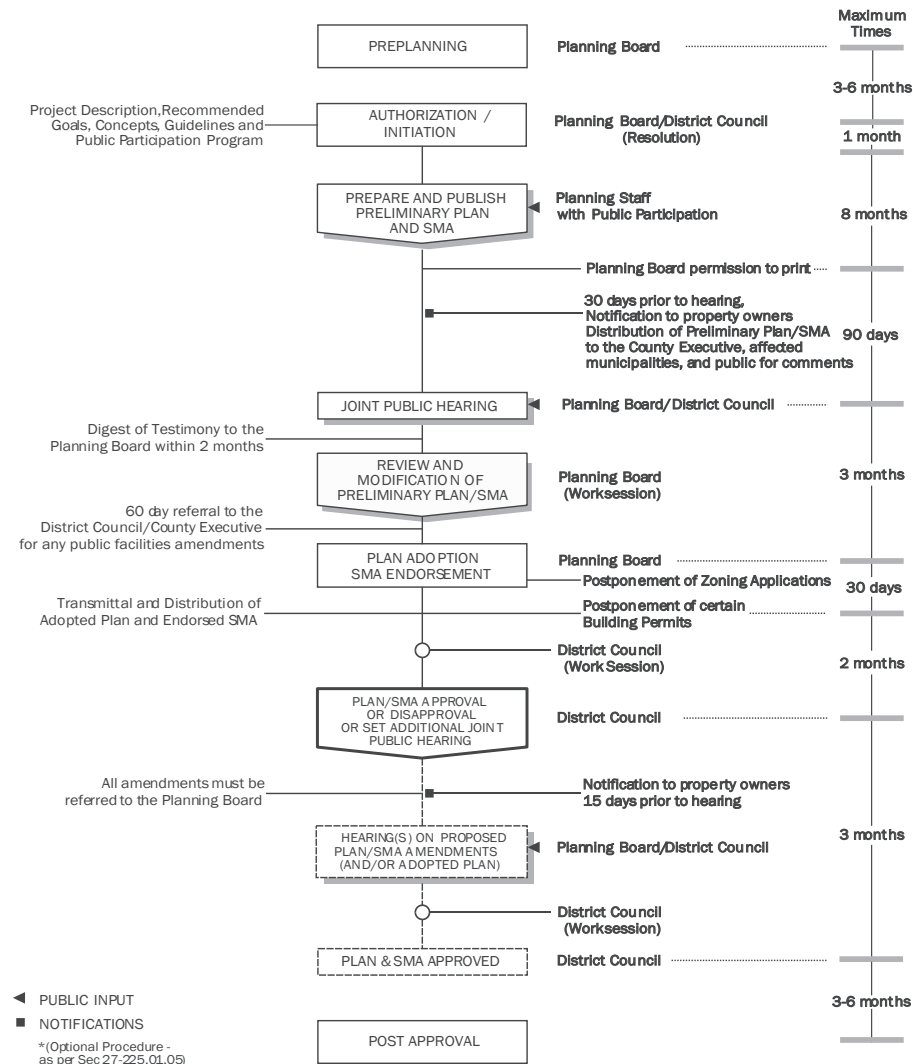 Maximum
Times
PREPLANNING
Planning Board
3-6 months
Project Description,Recommended
Goals, Concepts, Guidelines and
Public Participation Program
AUTHORIZATION /
INITIATION
Planning Board/District Council
(Resolution)
1 month
PREPARE AND PUBLISH
PRELIMINARY PLAN
AND SMA
Planning Staff
with Public Participation
8 months
Planning Board permission to print
30 days prior to hearing,
Notification to property owners
Distribution of Preliminary Plan/SMA
to the County Executive, affected
municipalities, and public for comments
90 days
JOINT PUBLIC HEARING
Planning Board/District Council
Digest of Testimony to the
Planning Board within 2 months
REVIEW AND
MODIFICATION OF
PRELIMINARY PLAN/SMA
Planning Board
(Worksession)
3 months
60 day referral to the
District Council/County Executive
for any public facilities amendments
PLAN ADOPTION
SMA ENDORSEMENT
Planning Board
Postponement of Zoning Applications
30 days
Transmittal and Distribution of
Adopted Plan and Endorsed SMA
Postponement of certain
Building Permits
District Council
(Work Session)
2 months
PLAN/SMA APPROVAL
OR DISAPPROVAL
OR SET ADDITIONAL JOINT
PUBLIC HEARING
District Council
All amendments must be
referred to the Planning Board
Notification to property owners
15 days prior to hearing
3 months
HEARING(S) ON PROPOSED
PLAN/SMA AMENDMENTS
(AND/OR ADOPTED PLAN)
Planning Board/District Council
District Council
(Worksession)
PLAN & SMA APPROVED
District Council
3-6 months
PUBLIC INPUT
NOTIFICATIONS
*(Optional Procedure -
as per Sec 27-225.01.05)
POST APPROVAL